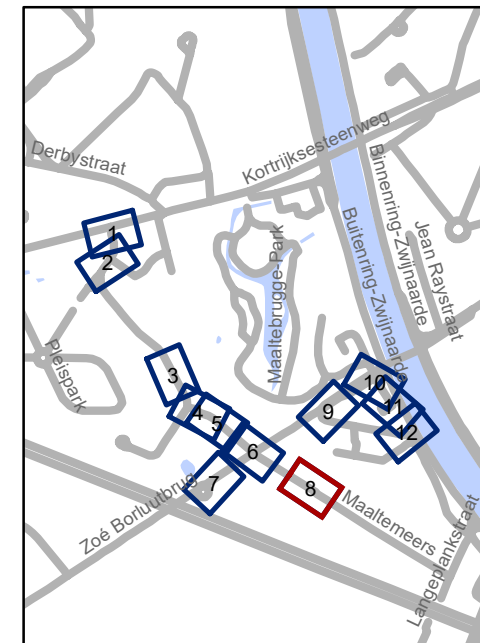 Derbystraat
Kortrijksesteenweg
Binnenring-Zwijnaarde
Jean Raystraat
Buitenring-Zwijnaarde
Maaltebrugge-Park
1
2
Pleispark
3
4
5
6
7
8
9
10
11
12
Zoé Borluutbrug
Maaltemeers
Langeplankstraat